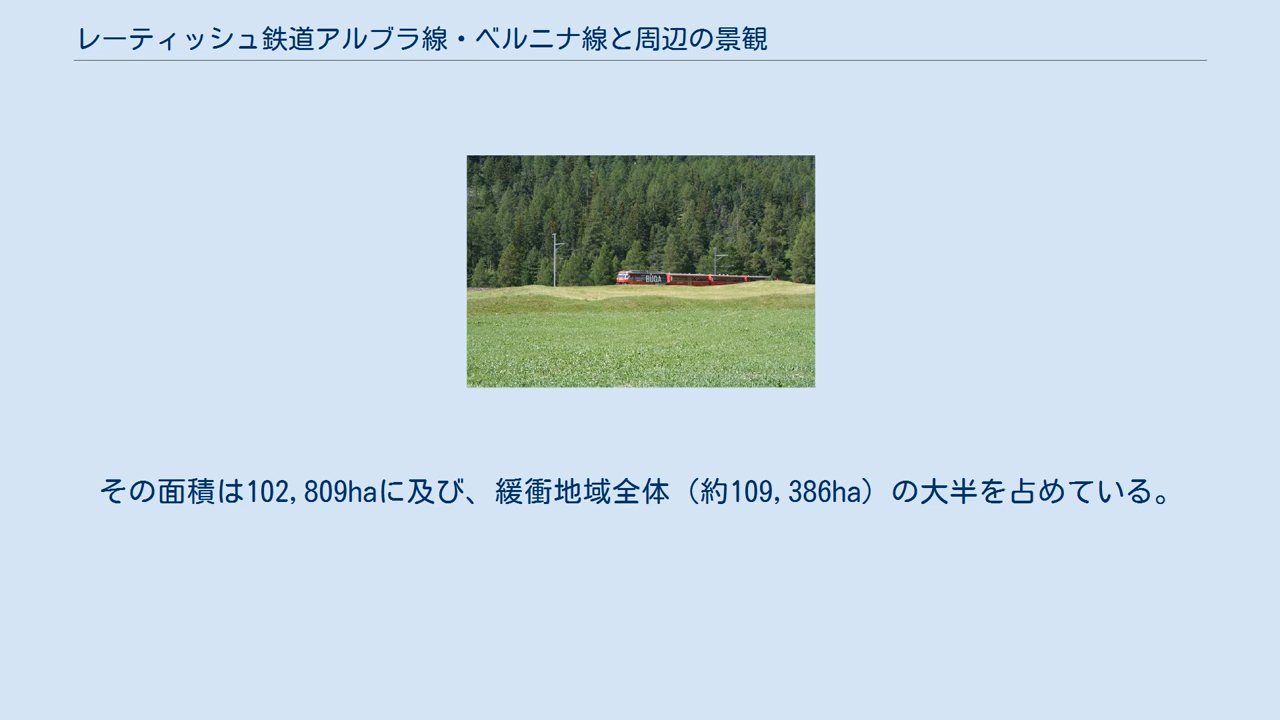 レーティッシュ鉄道アルブラ線・ベルニナ線と周辺の景観
BÜGA
その面積は102,809haに及び、緩衝地域全体（約109,386ha）の大半を占めている。